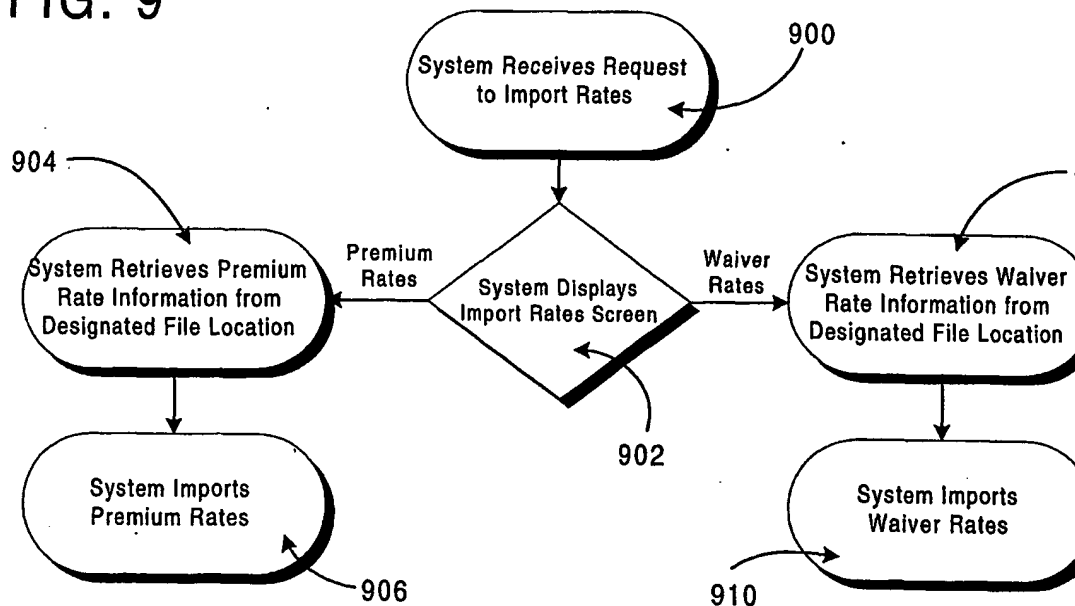 FIG. 9
900
System Receives Request
to Import Rates
904
Premium
Rates
Waiver
Rates
System Retrieves Premium
Rate Information from
Designated File Location
System Displays
Import Rates Screen
System Retrieves Waiver
Rate Information from
Designated File Location
902
System Imports
Premium Rates
System Imports
Waiver Rates
906
910